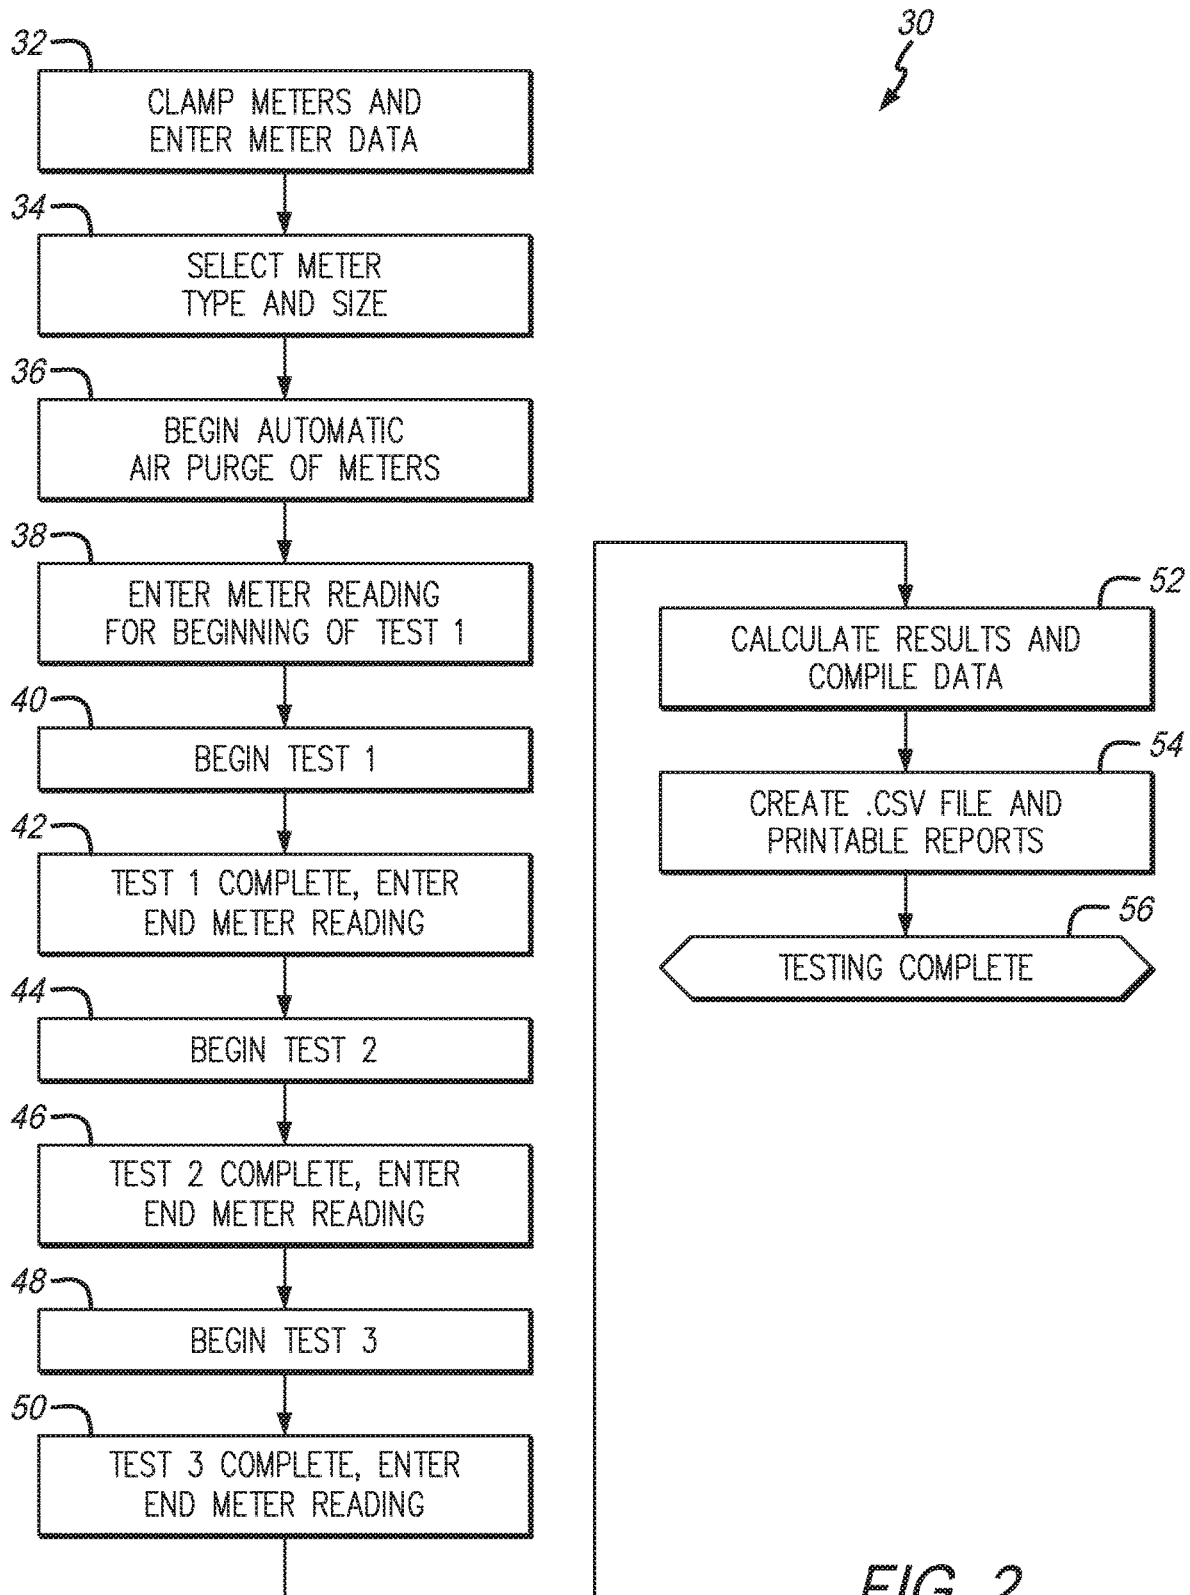 30
32
CLAMP METERS AND
ENTER METER DATA
34
SELECT METER
TYPE AND SIZE
36
BEGIN AUTOMATIC
AIR PURGE OF METERS
38
ENTER METER READING
FOR BEGINNING OF TEST 1
40
BEGIN TEST 1
42
TEST 1 COMPLETE, ENTER
END METER READING
44
BEGIN TEST 2
46
TEST 2 COMPLETE, ENTER
END METER READING
48
BEGIN TEST 3
50
TEST 3 COMPLETE, ENTER
END METER READING
52
CALCULATE RESULTS AND
COMPILE DATA
54
CREATE .CSV FILE AND
PRINTABLE REPORTS
56
TESTING COMPLETE
FIG. 2